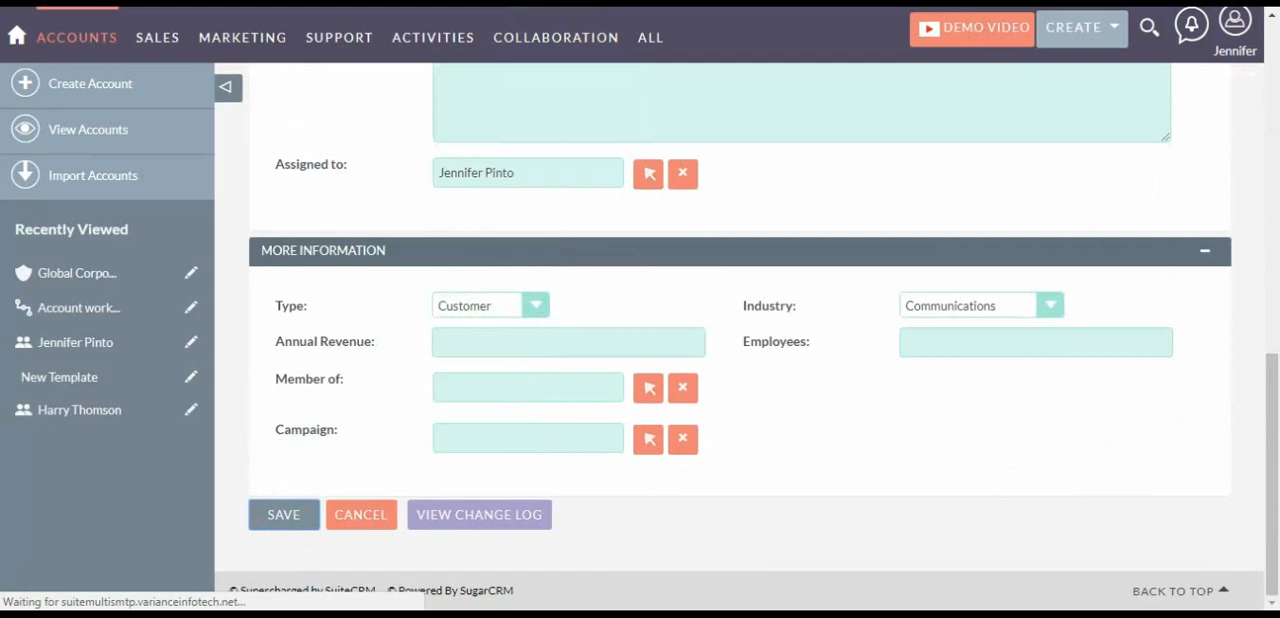 ACCOUNTS SALES MARKETING SUPPORT ACTIVITIES COLLABORATION ALL DEMO VIDEO CREATE
Jennifer
Create Account
View Accounts
Import Accounts
Recently Viewed
Global Corpo...
Account work...
Jennifer Pinto
New Template
Harry Thomson
Assigned to: Jennifer Pinto
MORE INFORMATION
Type: Customer Industry: Communications
Annual Revenue: Employees:
Member of:
Campaign:
SAVE CANCEL VIEW CHANGE LOG
© Supercharged by SuiteCRM © Powered By SugarCRM BACK TO TOP
Waiting for suitemultismtp.varianceinfotech.net...